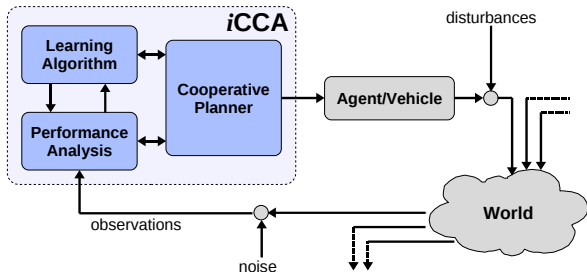 iCCA
disturbances
Learning
Algorithm
Cooperative
Planner
Agent/Vehicle
Performance
Analysis
World
observations
noise